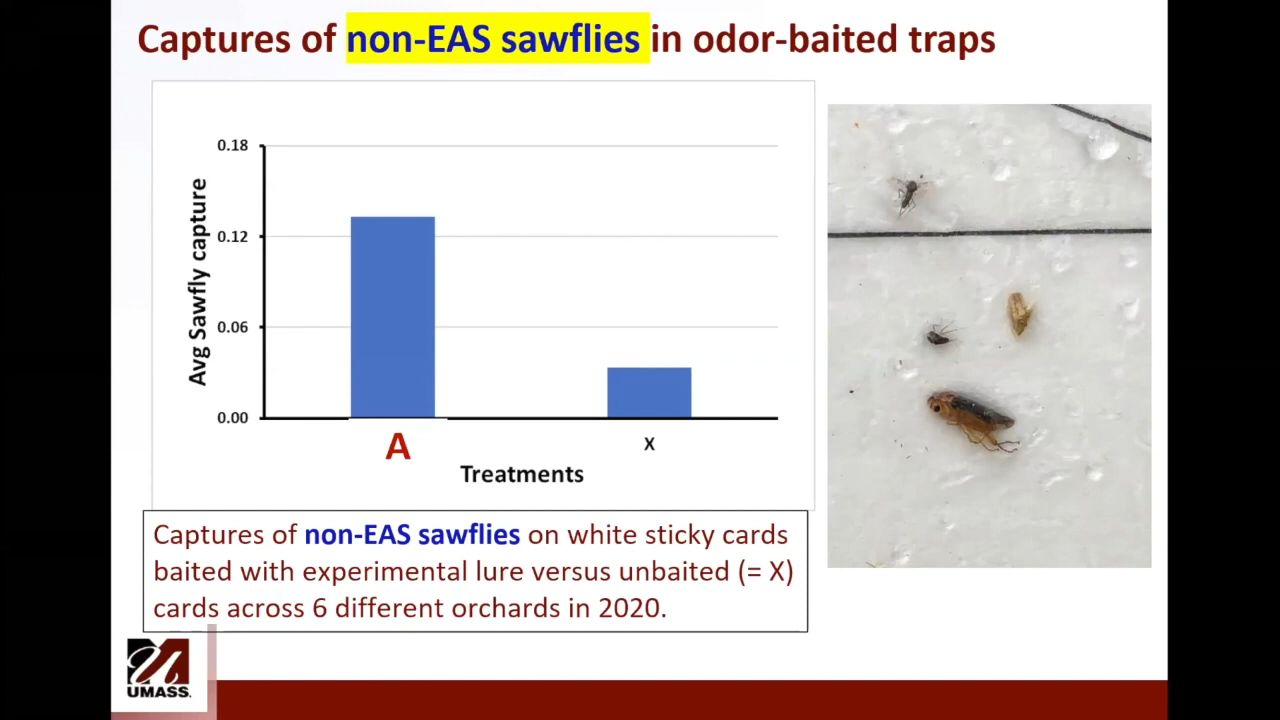 Captures of non-EAS sawflies in odor-baited traps
0.18
0.12
0.06
0.00
Avg Sawfly capture
A
X
Treatments
Captures of non-EAS sawflies on white sticky cards
baited with experimental lure versus unbaited (= X)
cards across 6 different orchards in 2020.
UMASS.